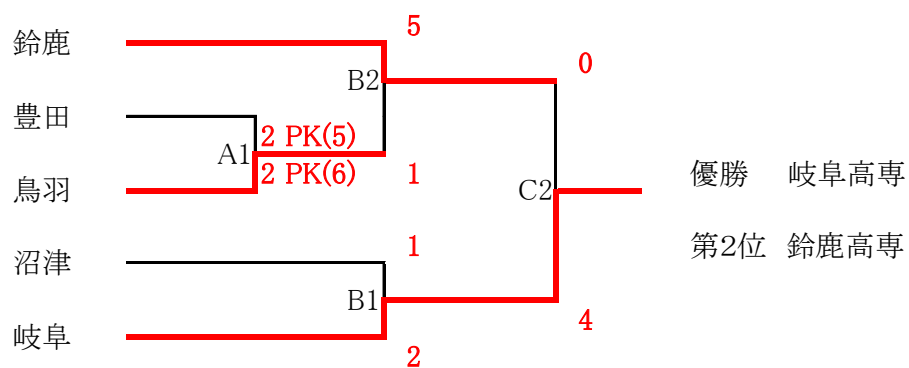 鈴鹿
5
0
B2
豊田
2 PK(5)
A1
2 PK(6)
鳥羽
1
C2
優勝 岐阜高専
沼津
1
第2位 鈴鹿高専
B1
岐阜
2
4